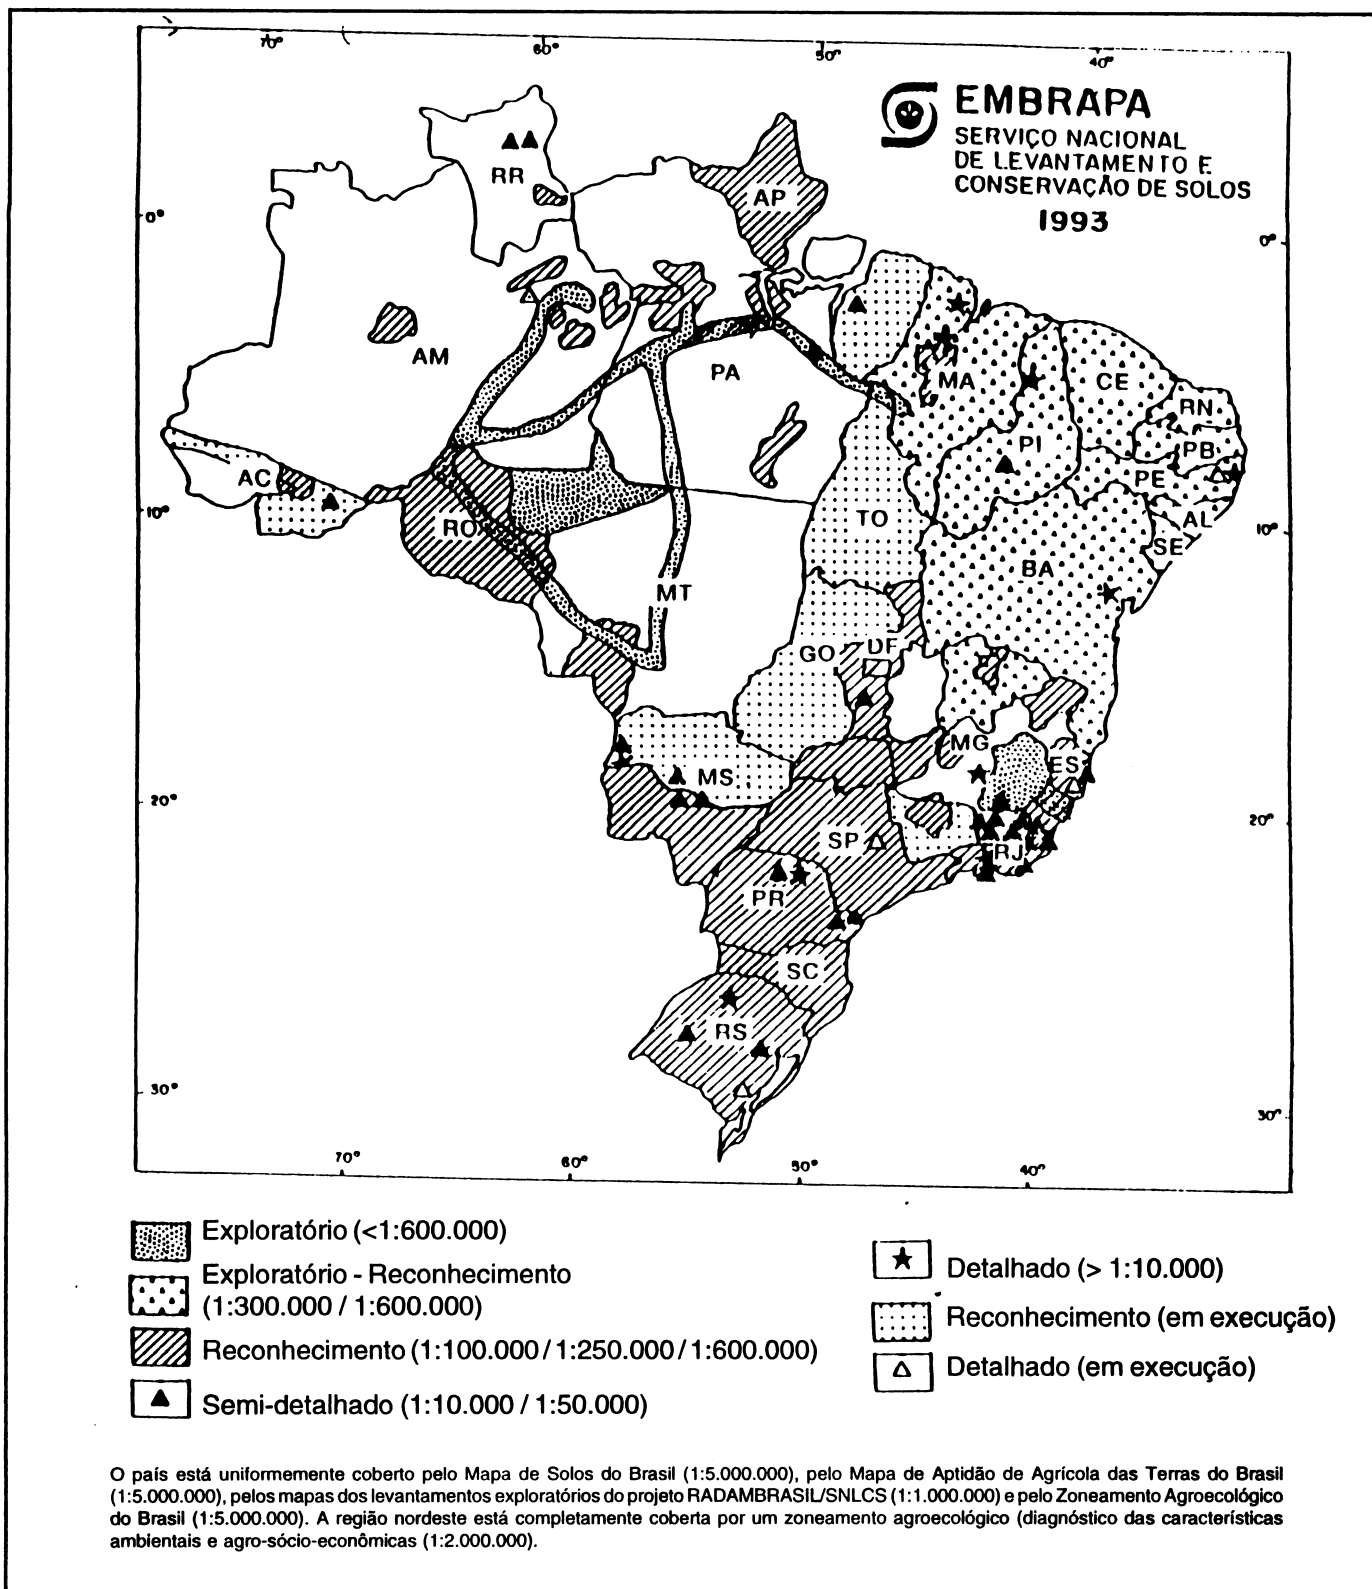 70°
60°
50°
40°
EMBRAPA
SERVIÇO NACIONAL
DE LEVANTAMENTO E
CONSERVAÇÃO DE SOLOS
1993
RR
AP
0°
0°
AM
PA
MA
CE
RN
PB
PI
PE
AC
10°
RO
TO
AL
10°
SE
BA
MT
GO
DF
MG
ES
MS
20°
20°
SP
RJ
PR
SC
RS
30°
30°
70°
60°
50°
40°
Exploratório (<1:600.000)
Exploratório - Reconhecimento
(1:300.000 / 1:600.000)
Reconhecimento (1:100.000 / 1:250.000 / 1:600.000)
Semi-detalhado (1:10.000 / 1:50.000)
Detalhado (> 1:10.000)
Reconhecimento (em execução)
Detalhado (em execução)
O país está uniformemente coberto pelo Mapa de Solos do Brasil (1:5.000.000), pelo Mapa de Aptidão de Agrícola das Terras do Brasil
(1:5.000.000), pelos mapas dos levantamentos exploratórios do projeto RADAMBRASIL/SNLCS (1:1.000.000) e pelo Zoneamento Agroecológico
do Brasil (1:5.000.000). A região nordeste está completamente coberta por um zoneamento agroecológico (diagnóstico das características
ambientais e agro-sócio-econômicas (1:2.000.000).